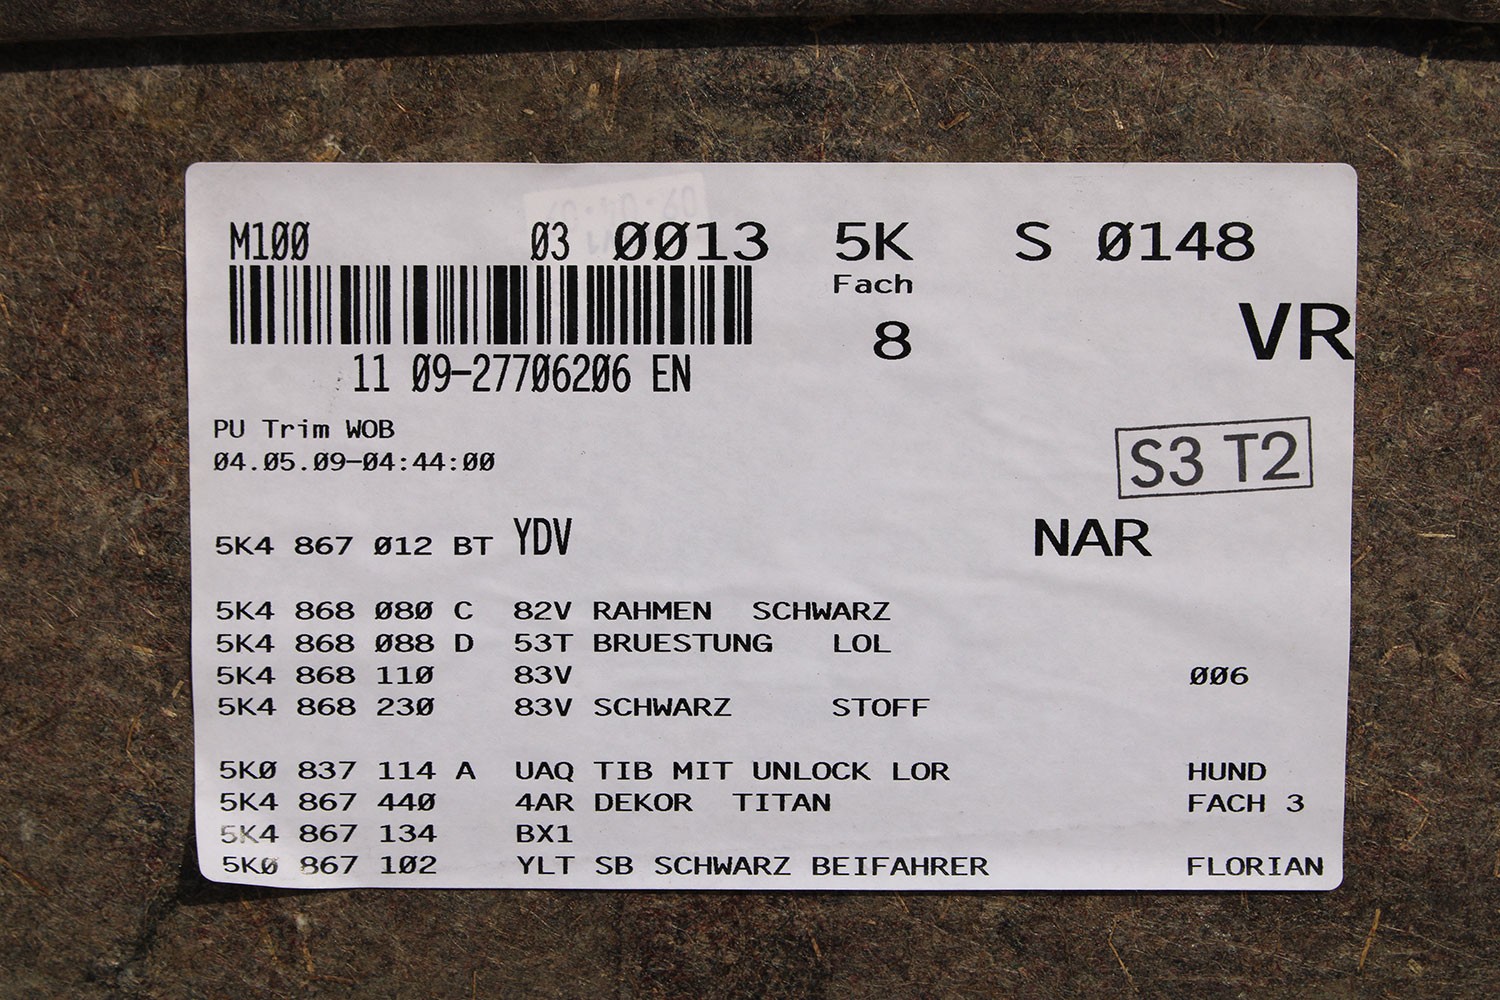 M100 03 0013 5K S 0148
Fach
8 VR
11 09-27706206 EN
PU Trim WOB
04.05.09-04:44:00
S3 T2
5K4 867 012 BT YDV NAR
5K4 868 080 C 82V RAHMEN SCHWARZ
5K4 868 088 D 53T BRUESTUNG LOL
5K4 868 110 83V 006
5K4 868 230 83V SCHWARZ STOFF
5K0 837 114 A UAQ TIB MIT UNLOCK LOR HUND
5K4 867 440 4AR DEKOR TITAN FACH 3
5K4 867 134 BX1
5K0 867 102 YLT SB SCHWARZ BEIFAHRER FLORIAN